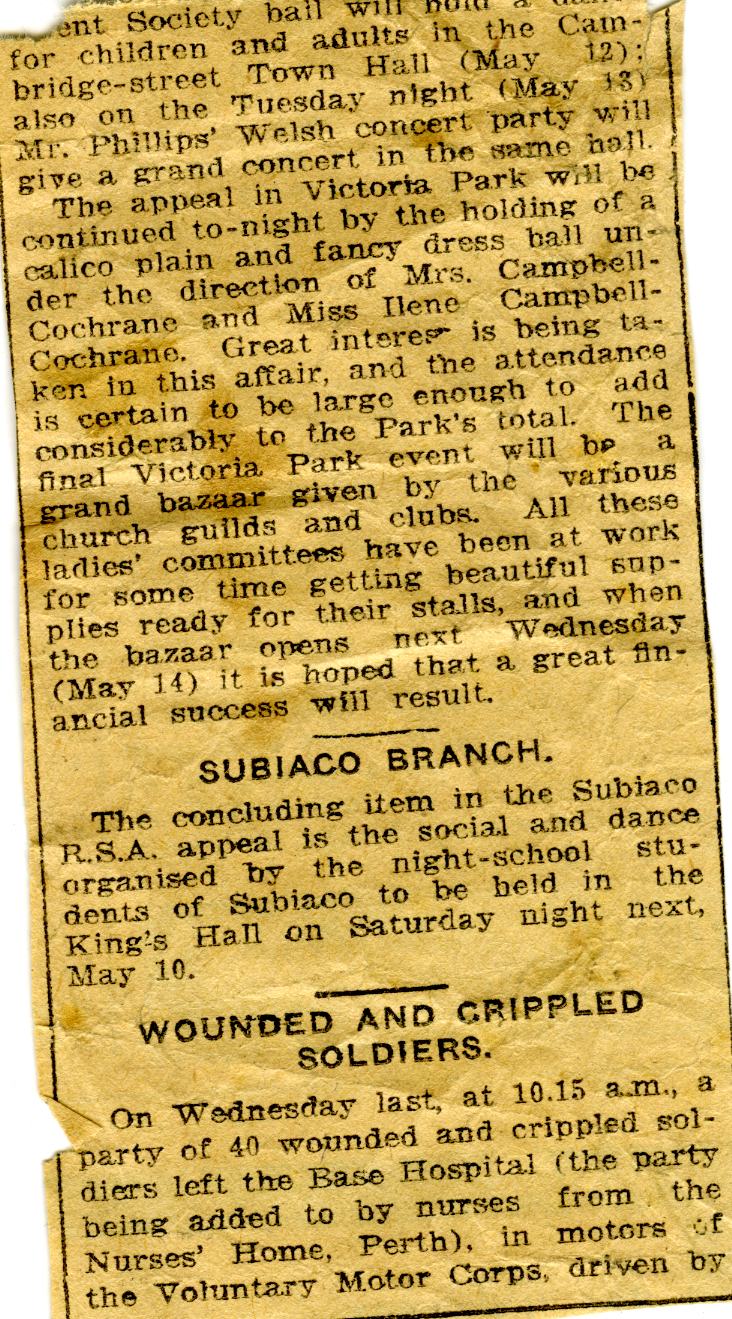 ent Society ball will hold a
for children and adults in the Cam-
bridge-street Town Hall (May 12);
also on the Tuesday night (May 13)
Mr. Phillips' Welsh concert party will
give a grand concert in the same hall.
The appeal in Victoria Park will be
continued to-night by the holding of a
calico plain and fancy dress ball un-
der the direction of Mrs. Campbell-
Cochrane and Miss Ilene Campbell-
Cochrane. Great interes is being ta-
ken in this affair, and the attendance
is certain to be large enough to add
considerably to the Park's total. The
final Victoria Park event will be a
grand bazaar given by the various
church guilds and clubs. All these
ladies' committees have been at work
for some time getting beautiful sup-
plies ready for their stalls, and when
the bazaar opens next Wednesday
(May 14) it is hoped that a great fin-
ancial success will result.
SUBIACO BRANCH.
The concluding item in the Subiaco
R.S.A. appeal is the social and dance
organised by the night-school stu-
dents of Subiaco to be held in the
King's Hall on Saturday night next,
May 10.
WOUNDED AND CRIPPLED
SOLDIERS.
On Wednesday last, at 10.15 a.m., a
party of 40 wounded and crippled sol-
diers left the Base Hospital (the party
being added to by nurses from the
Nurses' Home, Perth), in motors of
the Voluntary Motor Corps, driven by